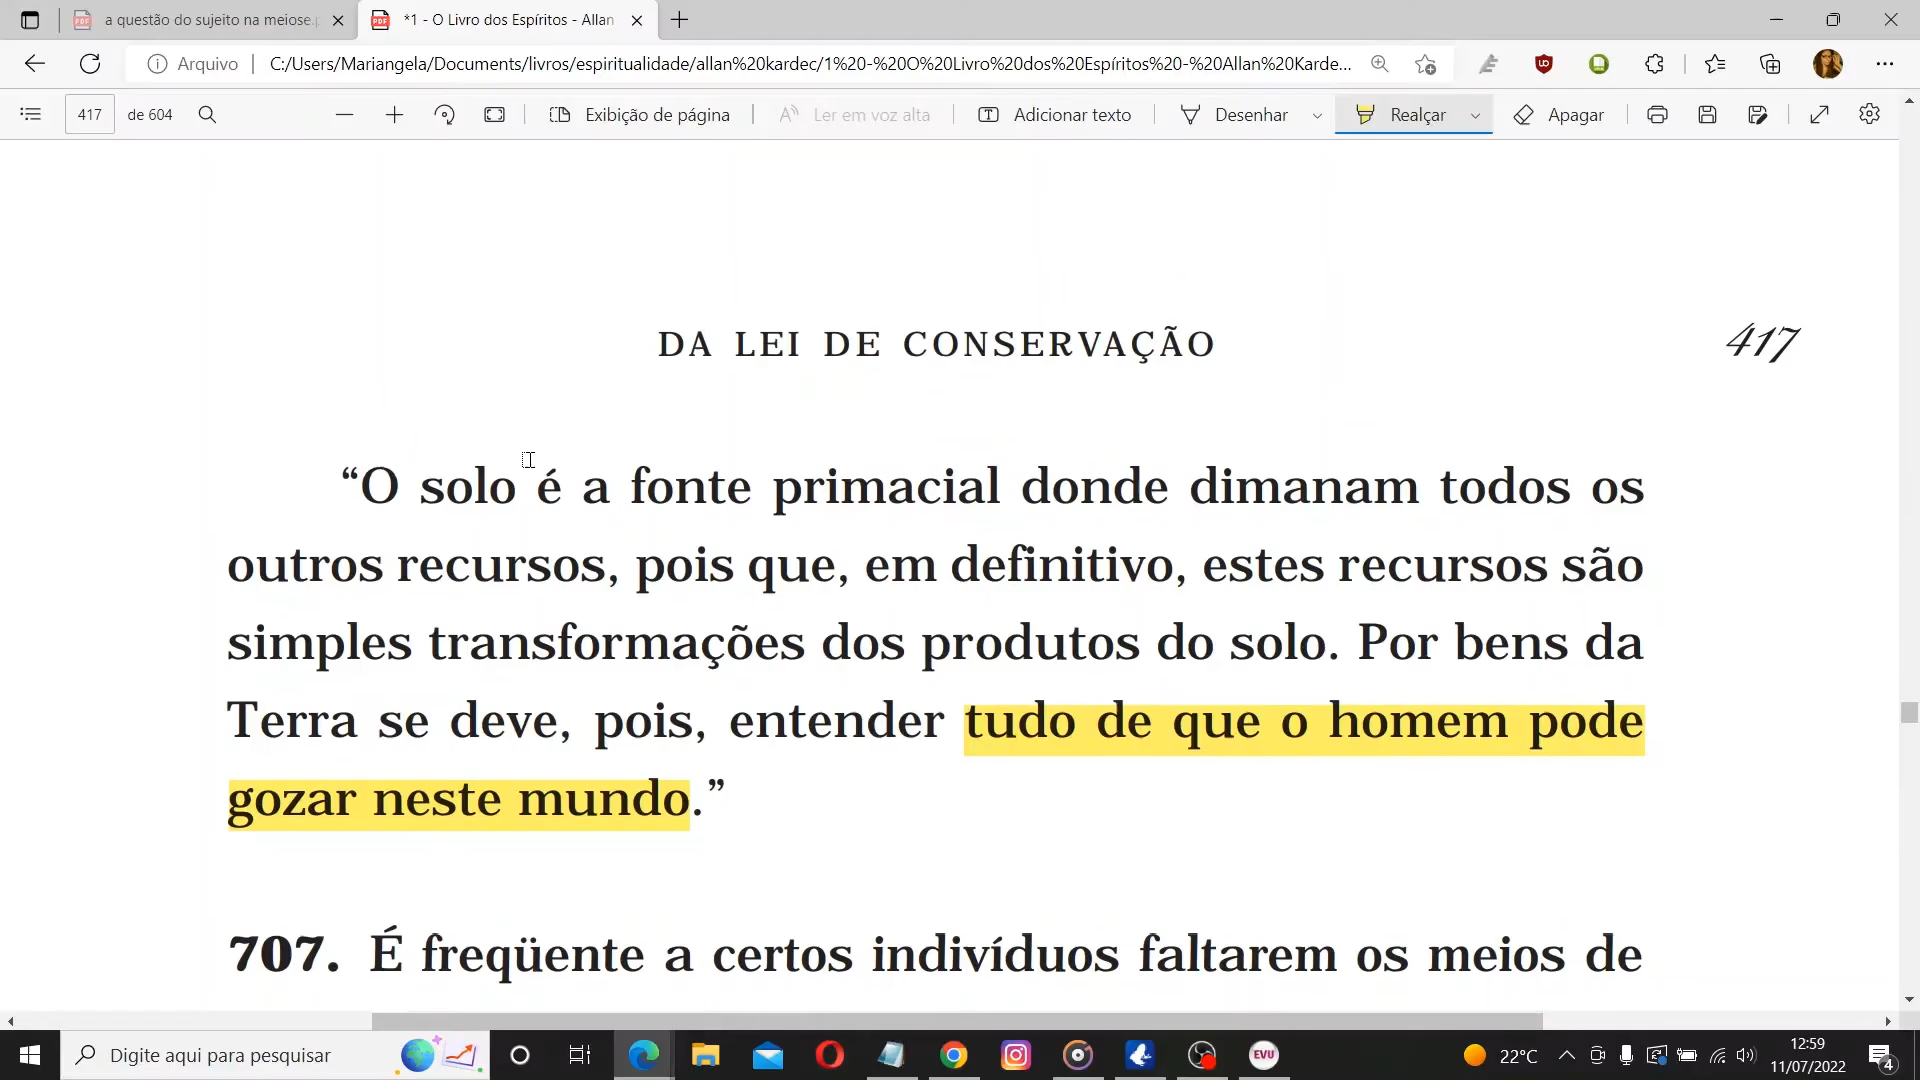 a questão do sujeito na meiose.p
*1 - O Livro dos Espíritos - Allan
Arquivo
C:/Users/Mariangela/Documents/livros/espiritualidade/allan%20kardec/1%20-%20O%20Livro%20dos%20Espíritos%20-%20Allan%20Karde...
417 de 604
Exibição de página
Ler em voz alta
Adicionar texto
Desenhar
Realçar
Apagar
DA LEI DE CONSERVAÇÃO
417
“O solo é a fonte primacial donde dimanam todos os
outros recursos, pois que, em definitivo, estes recursos são
simples transformações dos produtos do solo. Por bens da
Terra se deve, pois, entender tudo de que o homem pode
gozar neste mundo.”
707. É freqüente a certos indivíduos faltarem os meios de
Digite aqui para pesquisar
EVU
22°C
12:59
11/07/2022
4